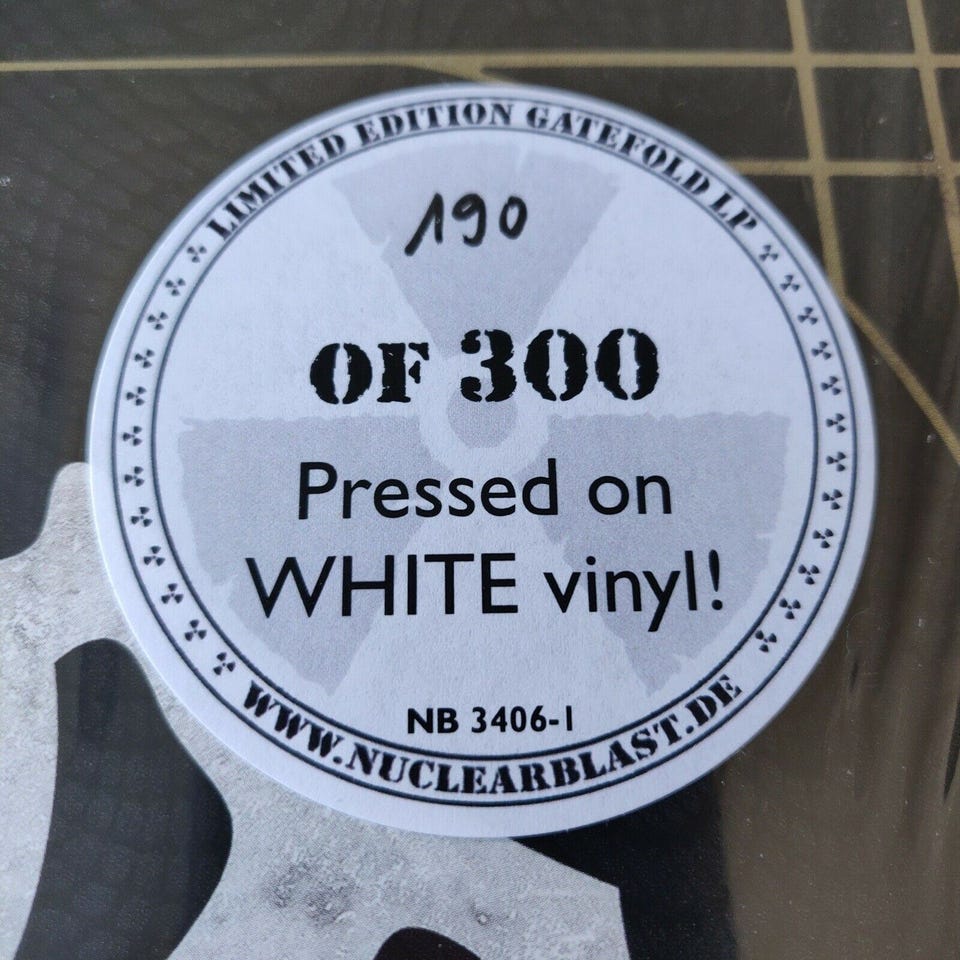 LIMITED EDITION GATEFOLD LP
190
OF 300
Pressed on
WHITE vinyl!
NB 3406-1
WWW.NUCLEARBLAST.DE